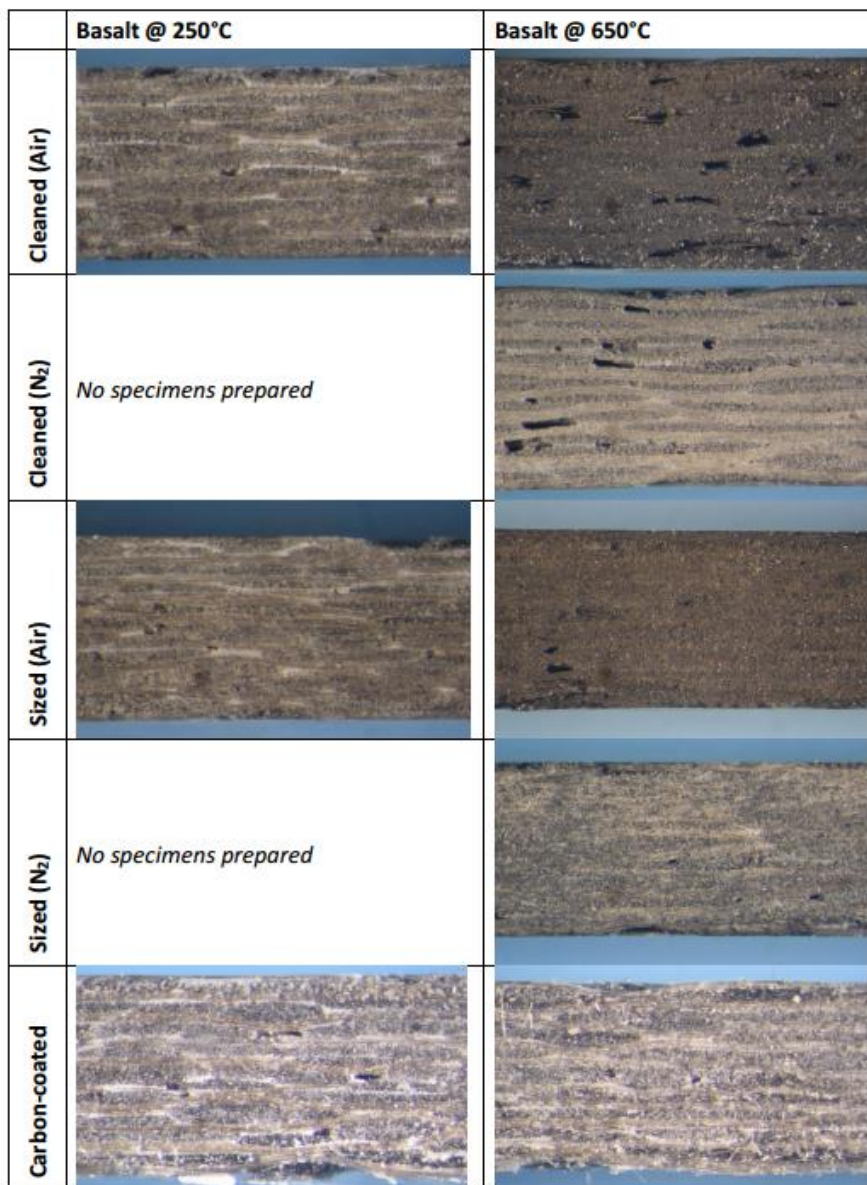 Basalt @ 250°C
Basalt @ 650°C
Cleaned (Air)
Cleaned (N₂)
No specimens prepared
Sized (Air)
Sized (N₂)
No specimens prepared
Carbon-coated